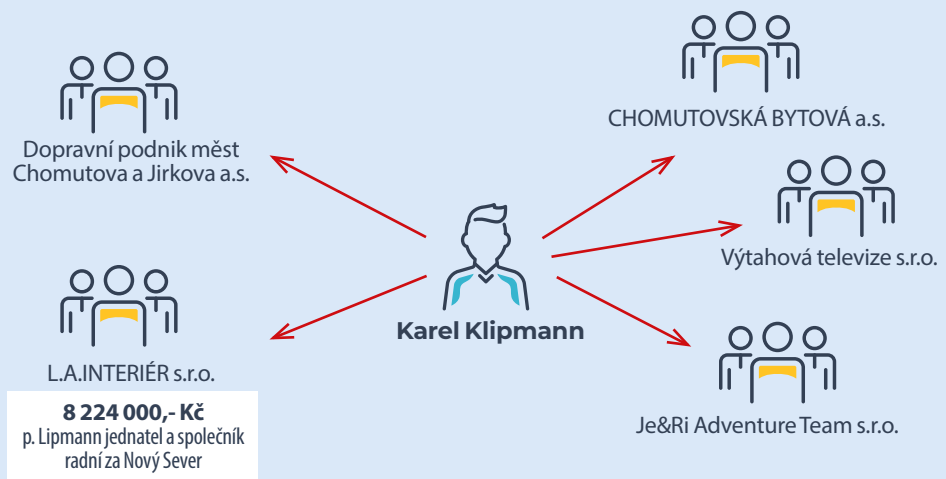 Dopravní podnik měst
Chomutova a Jirkova a.s.
CHOMUTOVSKÁ BYTOVÁ a.s.
Výtahová televize s.r.o.
Karel Klipmann
L.A.INTERIÉR s.r.o.
8 224 000,- Kč
p. Lipmann jednatel a společník
radní za Nový Sever
Je&Ri Adventure Team s.r.o.